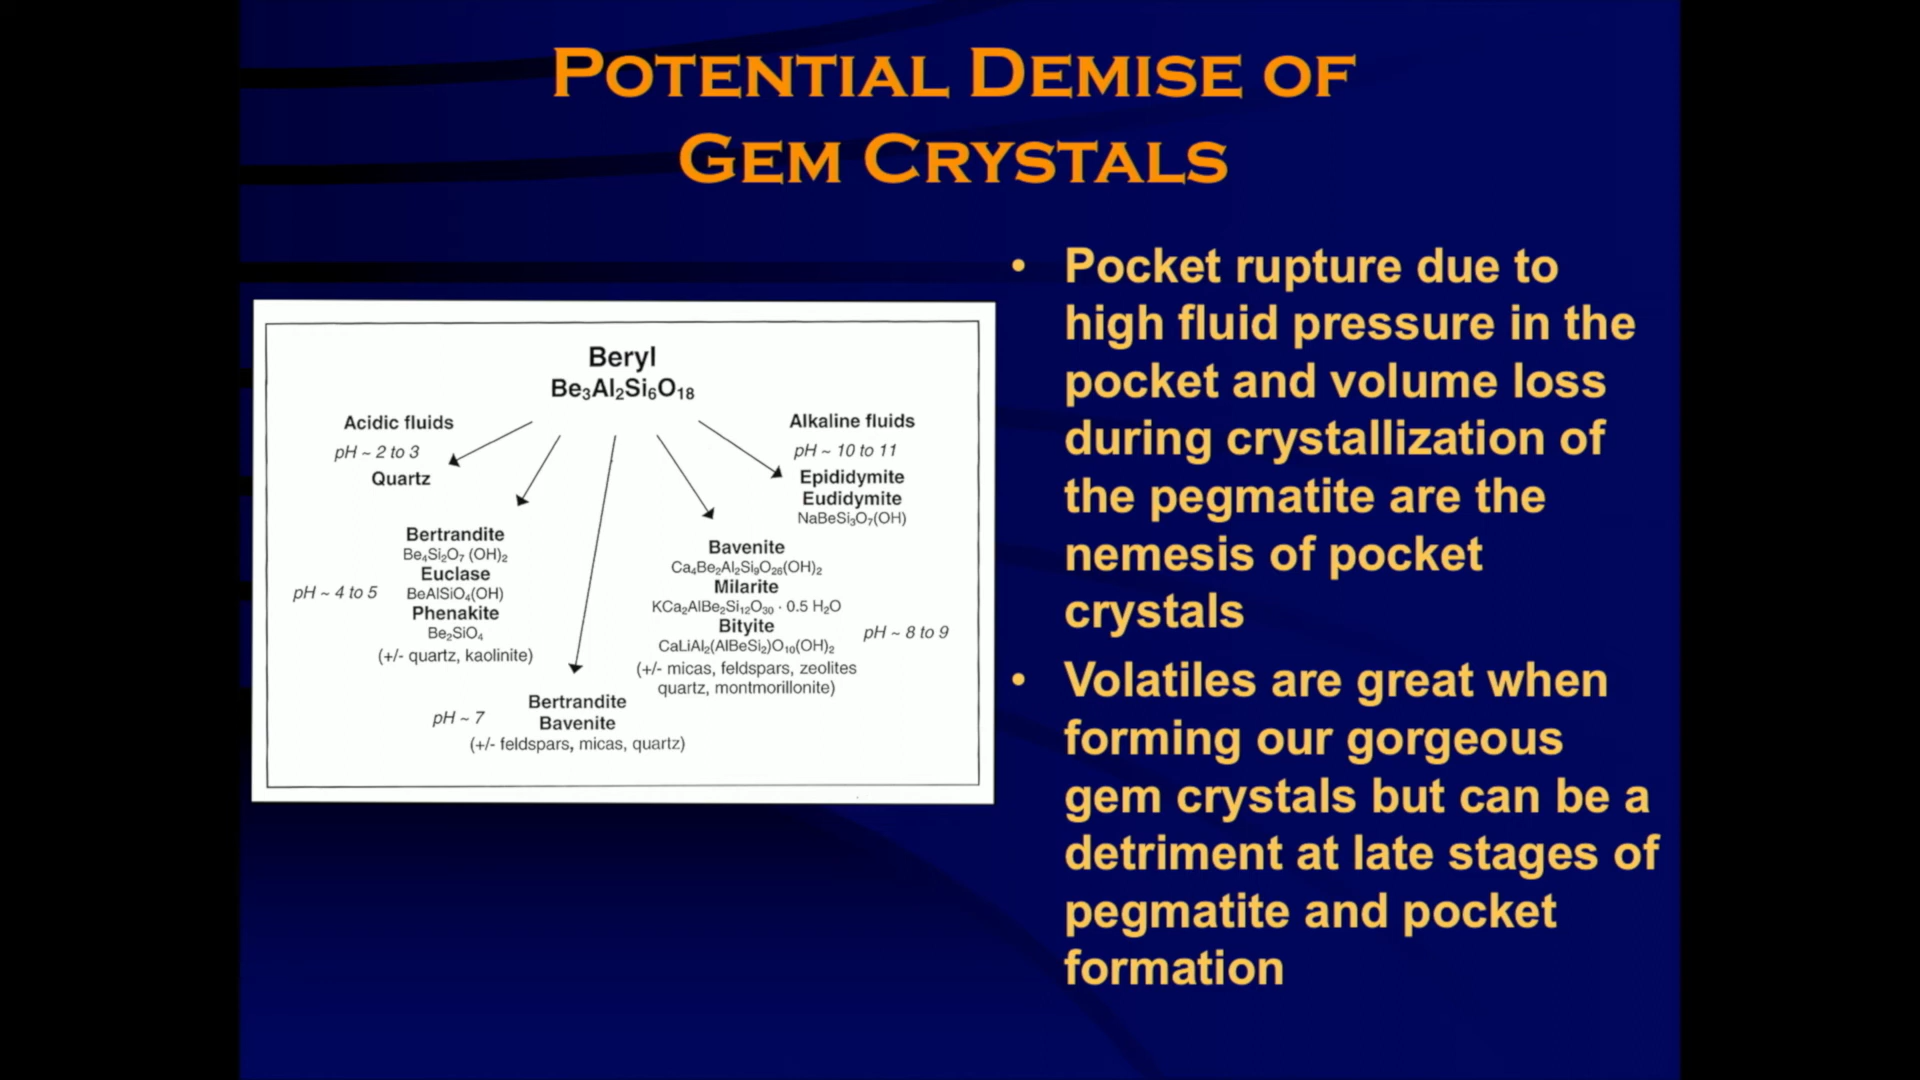 POTENTIAL DEMISE OF
GEM CRYSTALS
Beryl
Be₃Al₂Si₆O₁₈
Acidic fluids
pH ~ 2 to 3
Quartz
Alkaline fluids
pH ~ 10 to 11
Epididymite
Eudidymite
NaBeSi₃O₇(OH)
Bertrandite
Be₄Si₂O₇ (OH)₂
Euclase
pH ~ 4 to 5 BeAlSiO₄(OH)
Phenakite
Be₂SiO₄
(+/- quartz, kaolinite)
Bavenite
Ca₄Be₂Al₂Si₉O₂₆(OH)₂
Milarite
KCa₂AlBe₂Si₁₂O₃₀ · 0.5 H₂O
Bityite
pH ~ 8 to 9
CaLiAl₂(AlBeSi₂)O₁₀(OH)₂
(+/- micas, feldspars, zeolites
quartz, montmorillonite)
Bertrandite
pH ~ 7 Bavenite
(+/- feldspars, micas, quartz)
• Pocket rupture due to
high fluid pressure in the
pocket and volume loss
during crystallization of
the pegmatite are the
nemesis of pocket
crystals
• Volatiles are great when
forming our gorgeous
gem crystals but can be a
detriment at late stages of
pegmatite and pocket
formation